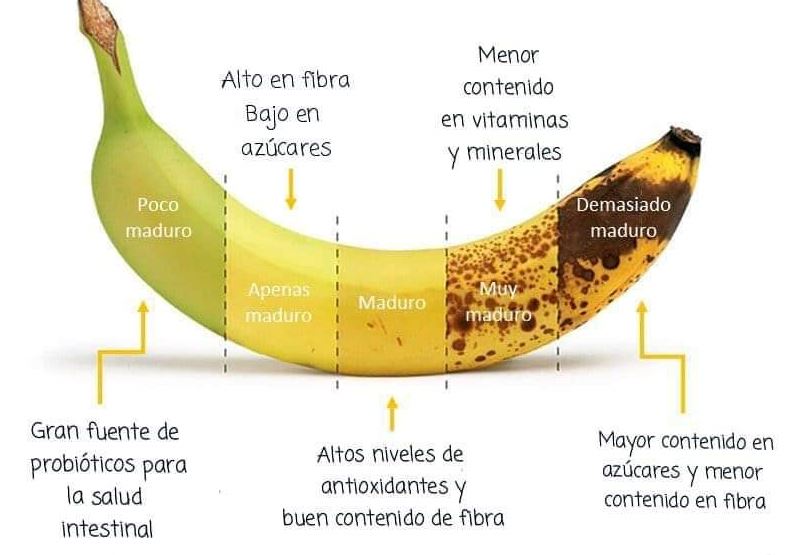 Alto en fibra
Bajo en
azúcares
Menor
contenido
en vitaminas
y minerales
Poco
maduro
Apenas
maduro
Maduro
Muy
maduro
Demasiado
maduro
Gran fuente de
probióticos para
la salud
intestinal
Altos niveles de
antioxidantes y
buen contenido de fibra
Mayor contenido en
azúcares y menor
contenido en fibra